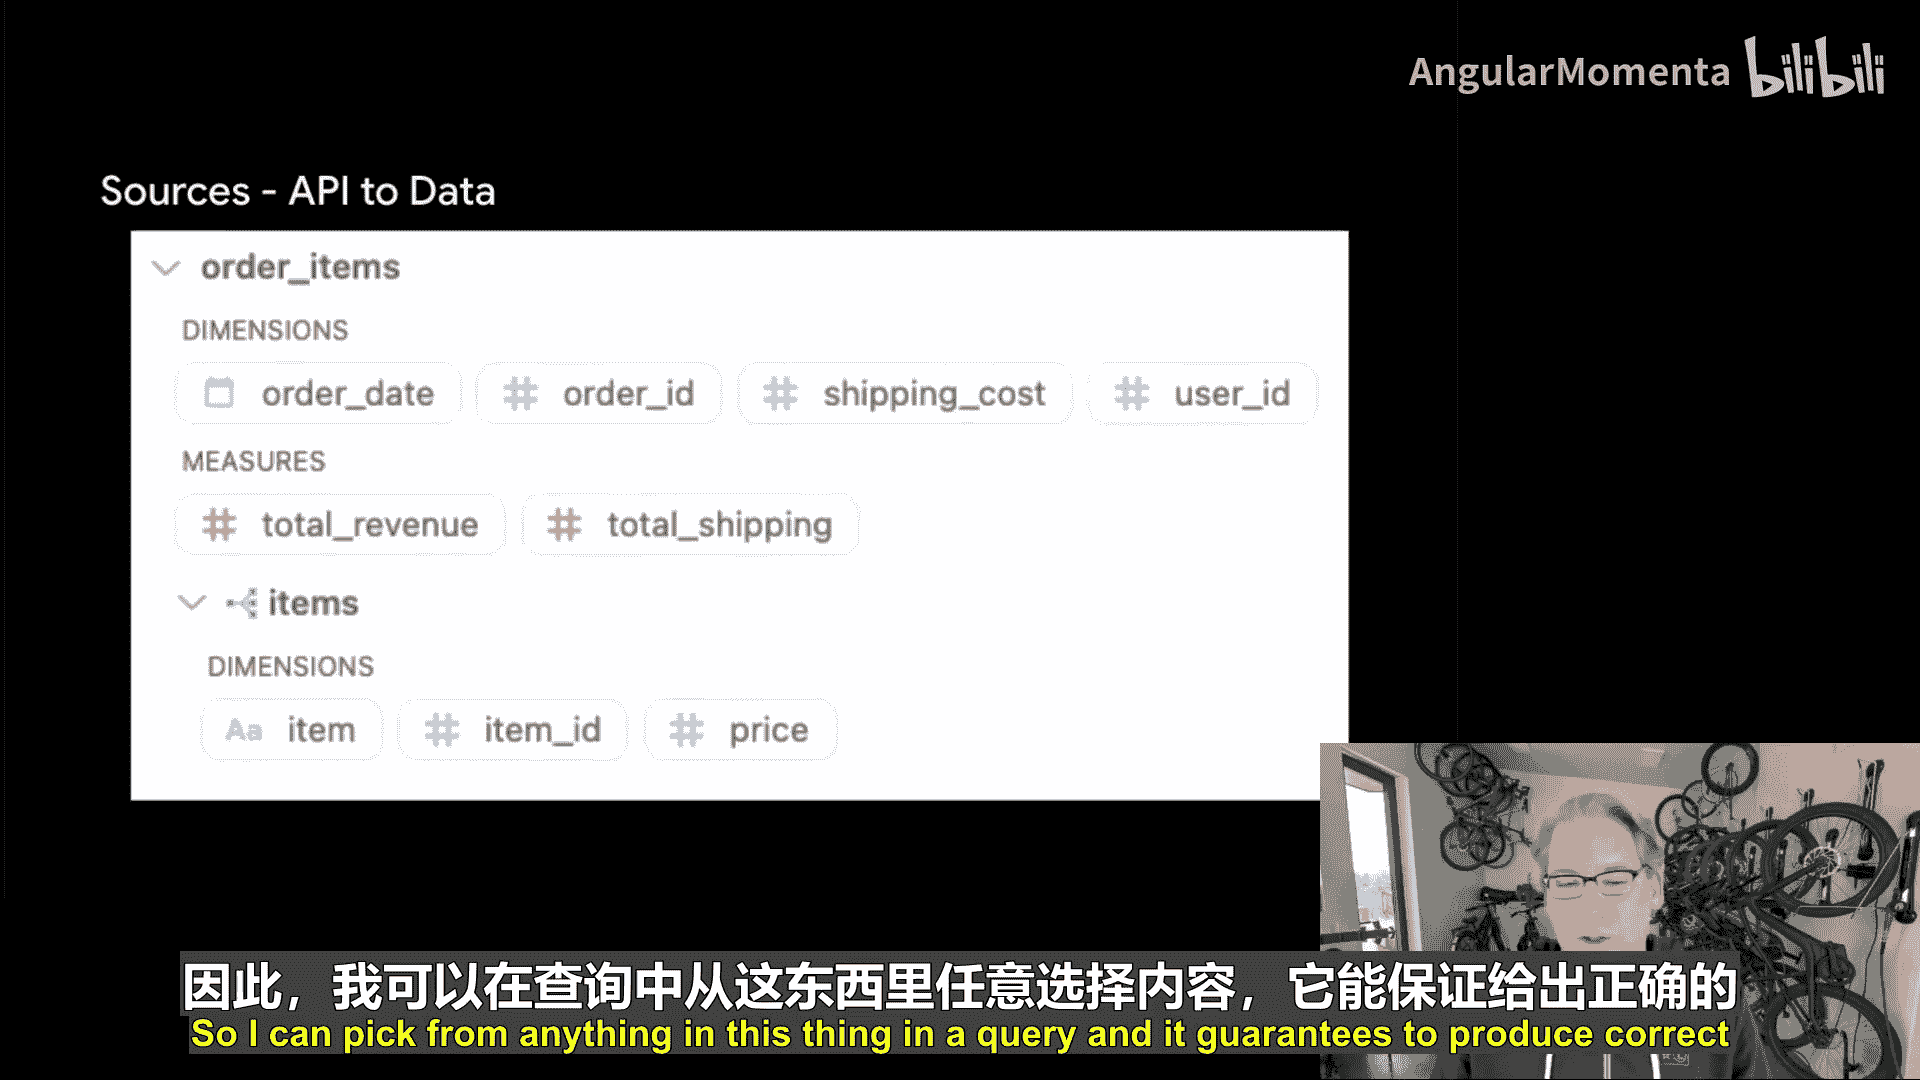 AngularMomenta bilibili
Sources - API to Data
order_items
DIMENSIONS
order_date order_id shipping_cost user_id
MEASURES
total_revenue total_shipping
items
DIMENSIONS
Aa item item_id price
因此，我可以在查询中从这东西里任意选择内容，它能保证给出正确的
So I can pick from anything in this thing in a query and it guarantees to produce correct